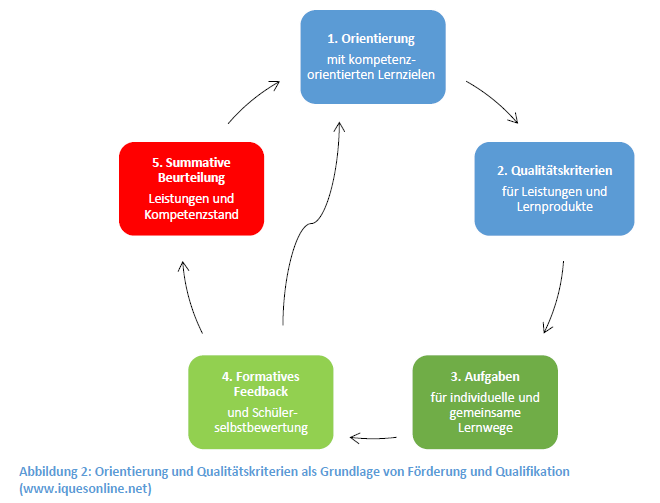 1. Orientierung
mit kompetenz-
orientierten Lernzielen
2. Qualitätskriterien
für Leistungen und
Lernprodukte
3. Aufgaben
für individuelle und
gemeinsame
Lernwege
4. Formatives
Feedback
und Schüler-
selbstbewertung
5. Summative
Beurteilung
Leistungen und
Kompetenzstand
Abbildung 2: Orientierung und Qualitätskriterien als Grundlage von Förderung und Qualifikation
(www.iquesonline.net)